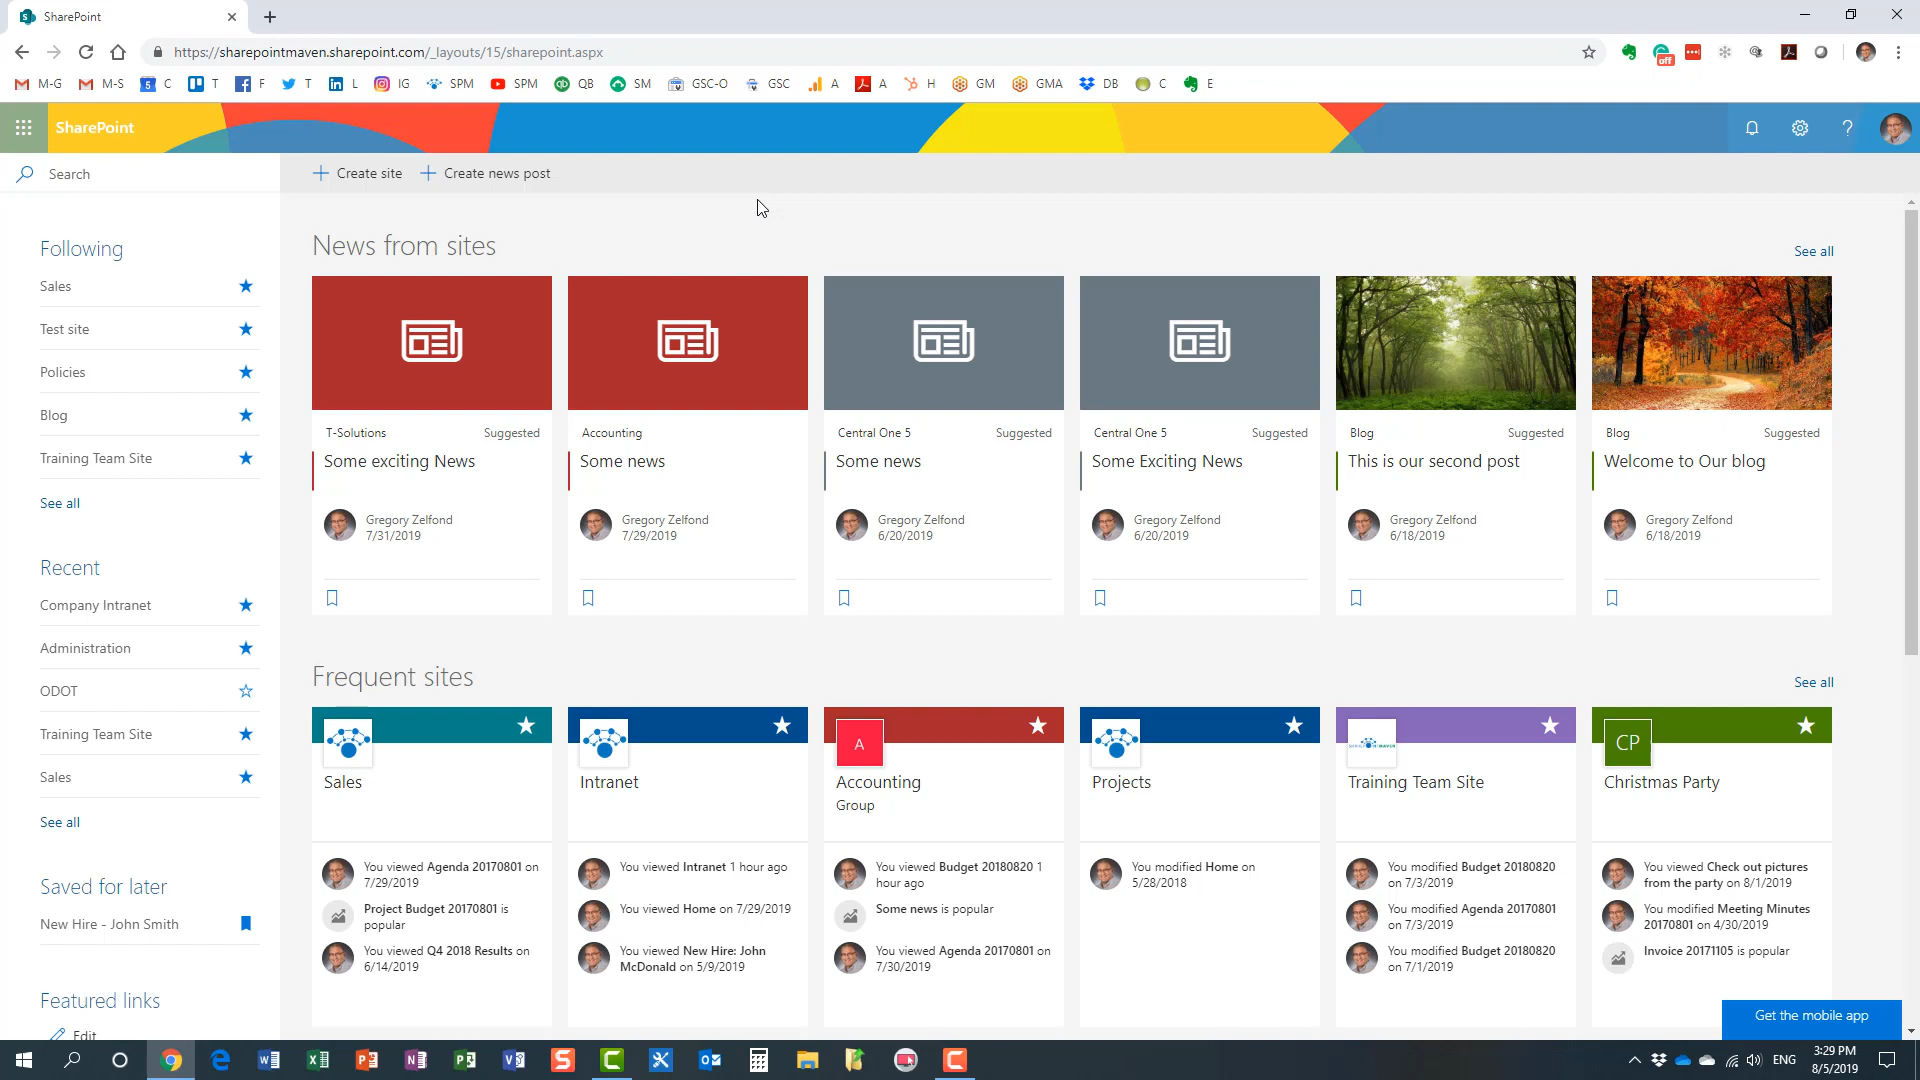 SharePoint
https://sharepointmaven.sharepoint.com/_layouts/15/sharepoint.aspx
off
M-G M-S 5 C T F T L IG SPM SPM QB SM GSC-O GSC A A H GM GMA DB C E
SharePoint
?
Search
Create site
Create news post
Following
Sales
Test site
Policies
Blog
Training Team Site
See all
Recent
Company Intranet
Administration
ODOT
Training Team Site
Sales
See all
Saved for later
New Hire - John Smith
Featured links
Edit
News from sites
See all
T-Solutions Suggested
Some exciting News
Gregory Zelfond
7/31/2019
Accounting
Some news
Gregory Zelfond
7/29/2019
Central One 5 Suggested
Some news
Gregory Zelfond
6/20/2019
Central One 5 Suggested
Some Exciting News
Gregory Zelfond
6/20/2019
Blog Suggested
This is our second post
Gregory Zelfond
6/18/2019
Blog Suggested
Welcome to Our blog
Gregory Zelfond
6/18/2019
Frequent sites
See all
Sales
You viewed Agenda 20170801 on
7/29/2019
Project Budget 20170801 is
popular
You viewed Q4 2018 Results on
6/14/2019
Intranet
You viewed Intranet 1 hour ago
You viewed Home on 7/29/2019
You viewed New Hire: John
McDonald on 5/9/2019
A
Accounting
Group
You viewed Budget 20180820 1
hour ago
Some news is popular
You viewed Agenda 20170801 on
7/30/2019
Projects
You modified Home on
5/28/2018
Training Team Site
You modified Budget 20180820
on 7/3/2019
You modified Agenda 20170801
on 7/3/2019
You modified Budget 20180820
on 7/1/2019
CP
Christmas Party
You viewed Check out pictures
from the party on 8/1/2019
You modified Meeting Minutes
20170801 on 4/30/2019
Invoice 20171105 is popular
Get the mobile app
ENG
3:29 PM
8/5/2019